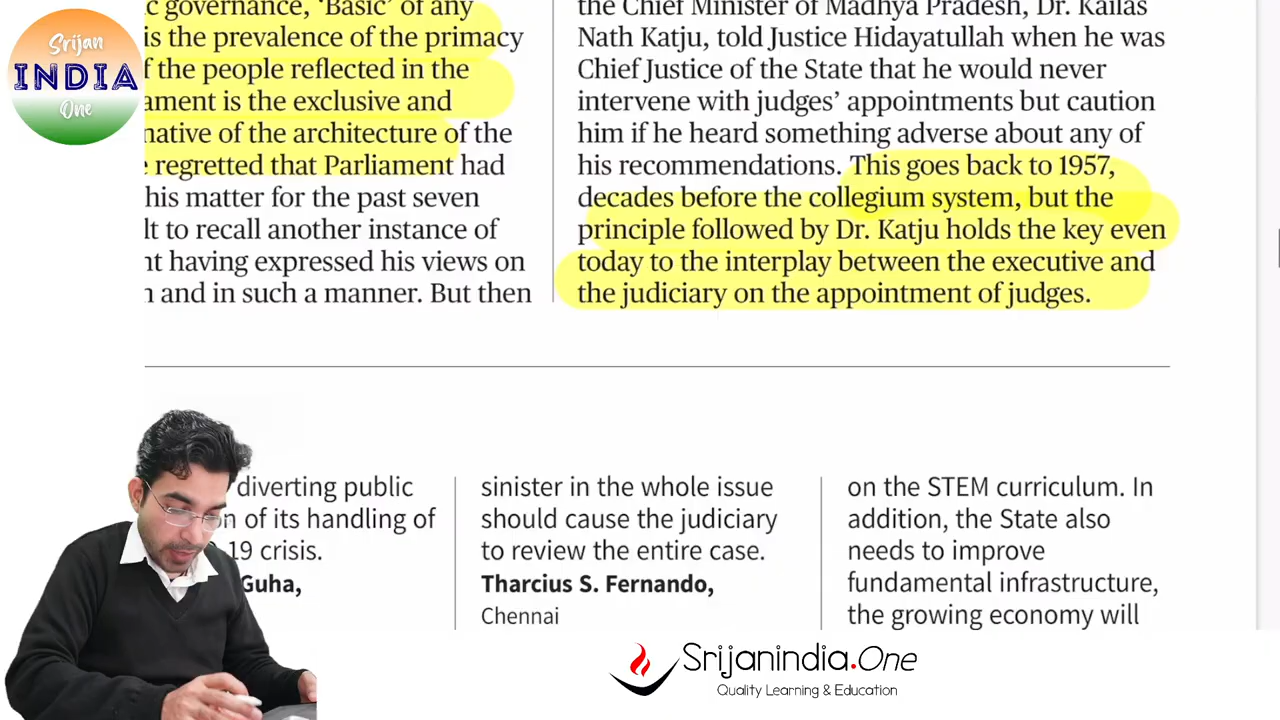 Srijan
INDIA
One
c governance, ‘Basic’ of any
is the prevalence of the primacy
f the people reflected in the
ament is the exclusive and
native of the architecture of the
regretted that Parliament had
his matter for the past seven
lt to recall another instance of
nt having expressed his views on
and in such a manner. But then
the Chief Minister of Madhya Pradesh, Dr. Kailas
Nath Katju, told Justice Hidayatullah when he was
Chief Justice of the State that he would never
intervene with judges’ appointments but caution
him if he heard something adverse about any of
his recommendations. This goes back to 1957,
decades before the collegium system, but the
principle followed by Dr. Katju holds the key even
today to the interplay between the executive and
the judiciary on the appointment of judges.
diverting public
n of its handling of
19 crisis.
Guha,
sinister in the whole issue
should cause the judiciary
to review the entire case.
Tharcius S. Fernando,
Chennai
on the STEM curriculum. In
addition, the State also
needs to improve
fundamental infrastructure,
the growing economy will
Srijanindia.One
Quality Learning & Education